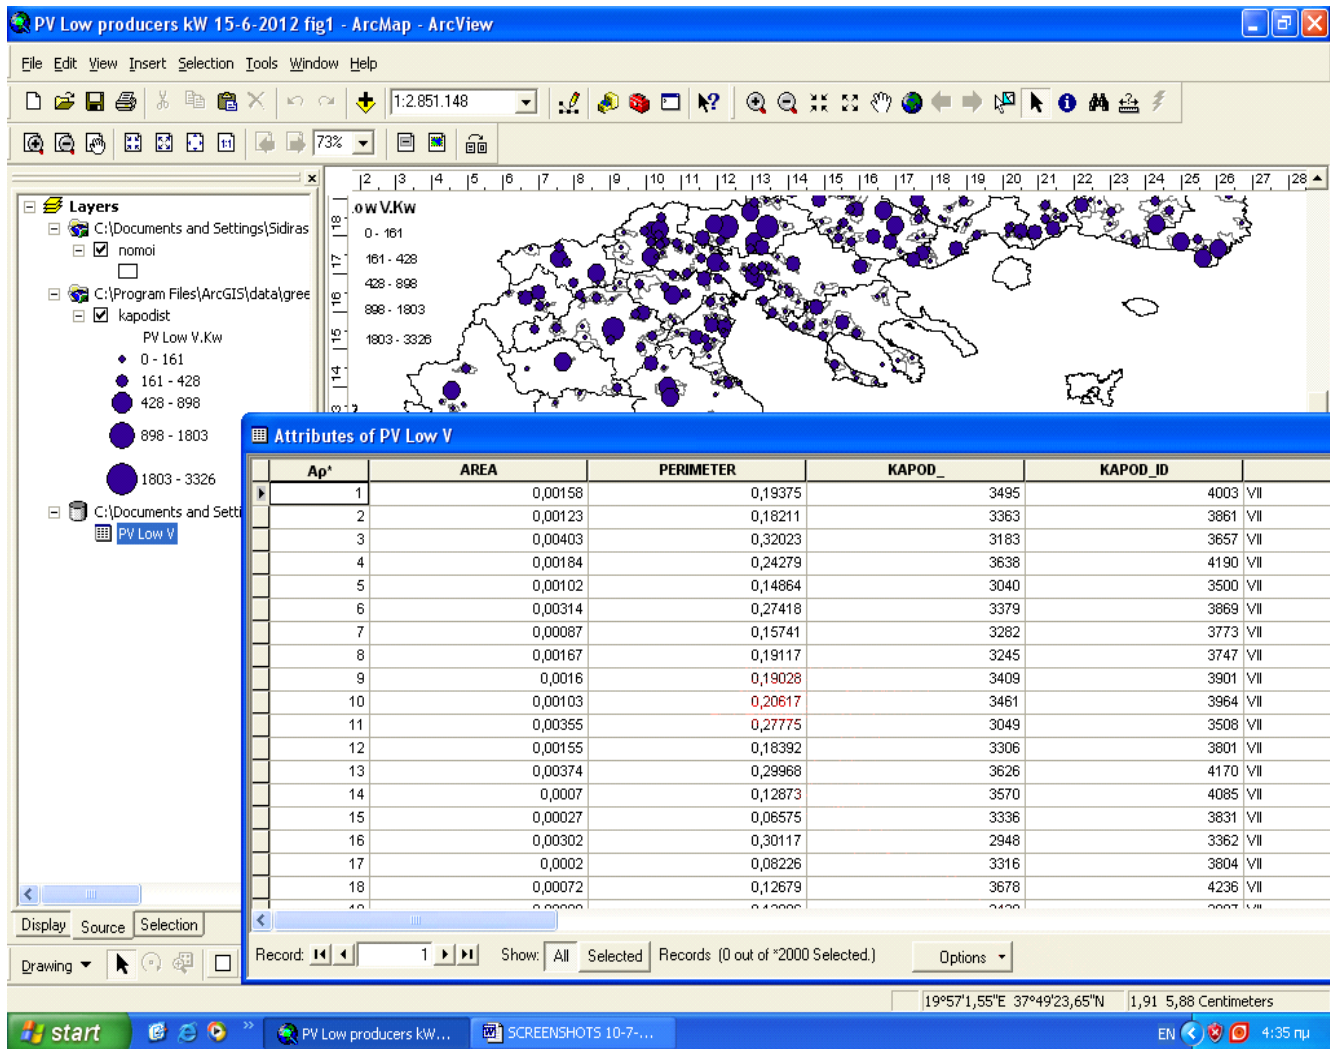 PV Low producers kW 15-6-2012 fig1 - ArcMap - ArcView
File Edit View Insert Selection Tools Window Help
1:2.851.148
73%
2 3 4 5 6 7 8 9 10 11 12 13 14 15 16 17 18 19 20 21 22 23 24 25 26 27 28
18 17 16 15 14
Layers
C:\Documents and Settings\Sidiras
nomoi
C:\Program Files\ArcGIS\data\gree
kapodist
PV Low V.Kw
0 - 161
161 - 428
428 - 898
898 - 1803
1803 - 3326
C:\Documents and Setti
PV Low V
.ow V.Kw
0 - 161
161 - 428
428 - 898
898 - 1803
1803 - 3326
Attributes of PV Low V
Αρ* AREA PERIMETER KAPOD_ KAPOD_ID
1 0,00158 0,19375 3495 4003 VII
2 0,00123 0,18211 3363 3861 VII
3 0,00403 0,32023 3183 3657 VII
4 0,00184 0,24279 3638 4190 VII
5 0,00102 0,14864 3040 3500 VII
6 0,00314 0,27418 3379 3869 VII
7 0,00087 0,15741 3282 3773 VII
8 0,00167 0,19117 3245 3747 VII
9 0,0016 0,19028 3409 3901 VII
10 0,00103 0,20617 3461 3964 VII
11 0,00355 0,27775 3049 3508 VII
12 0,00155 0,18392 3306 3801 VII
13 0,00374 0,29968 3626 4170 VII
14 0,0007 0,12873 3570 4085 VII
15 0,00027 0,06575 3336 3831 VII
16 0,00302 0,30117 2948 3362 VII
17 0,0002 0,08226 3316 3804 VII
18 0,00072 0,12679 3678 4236 VII
Record: 1 Show: All Selected Records (0 out of *2000 Selected.) Options
Display Source Selection
Drawing
19°57'1,55"E 37°49'23,65"N 1,91 5,88 Centimeters
start
PV Low producers kW...
SCREENSHOTS 10-7-...
EN
4:35 πμ